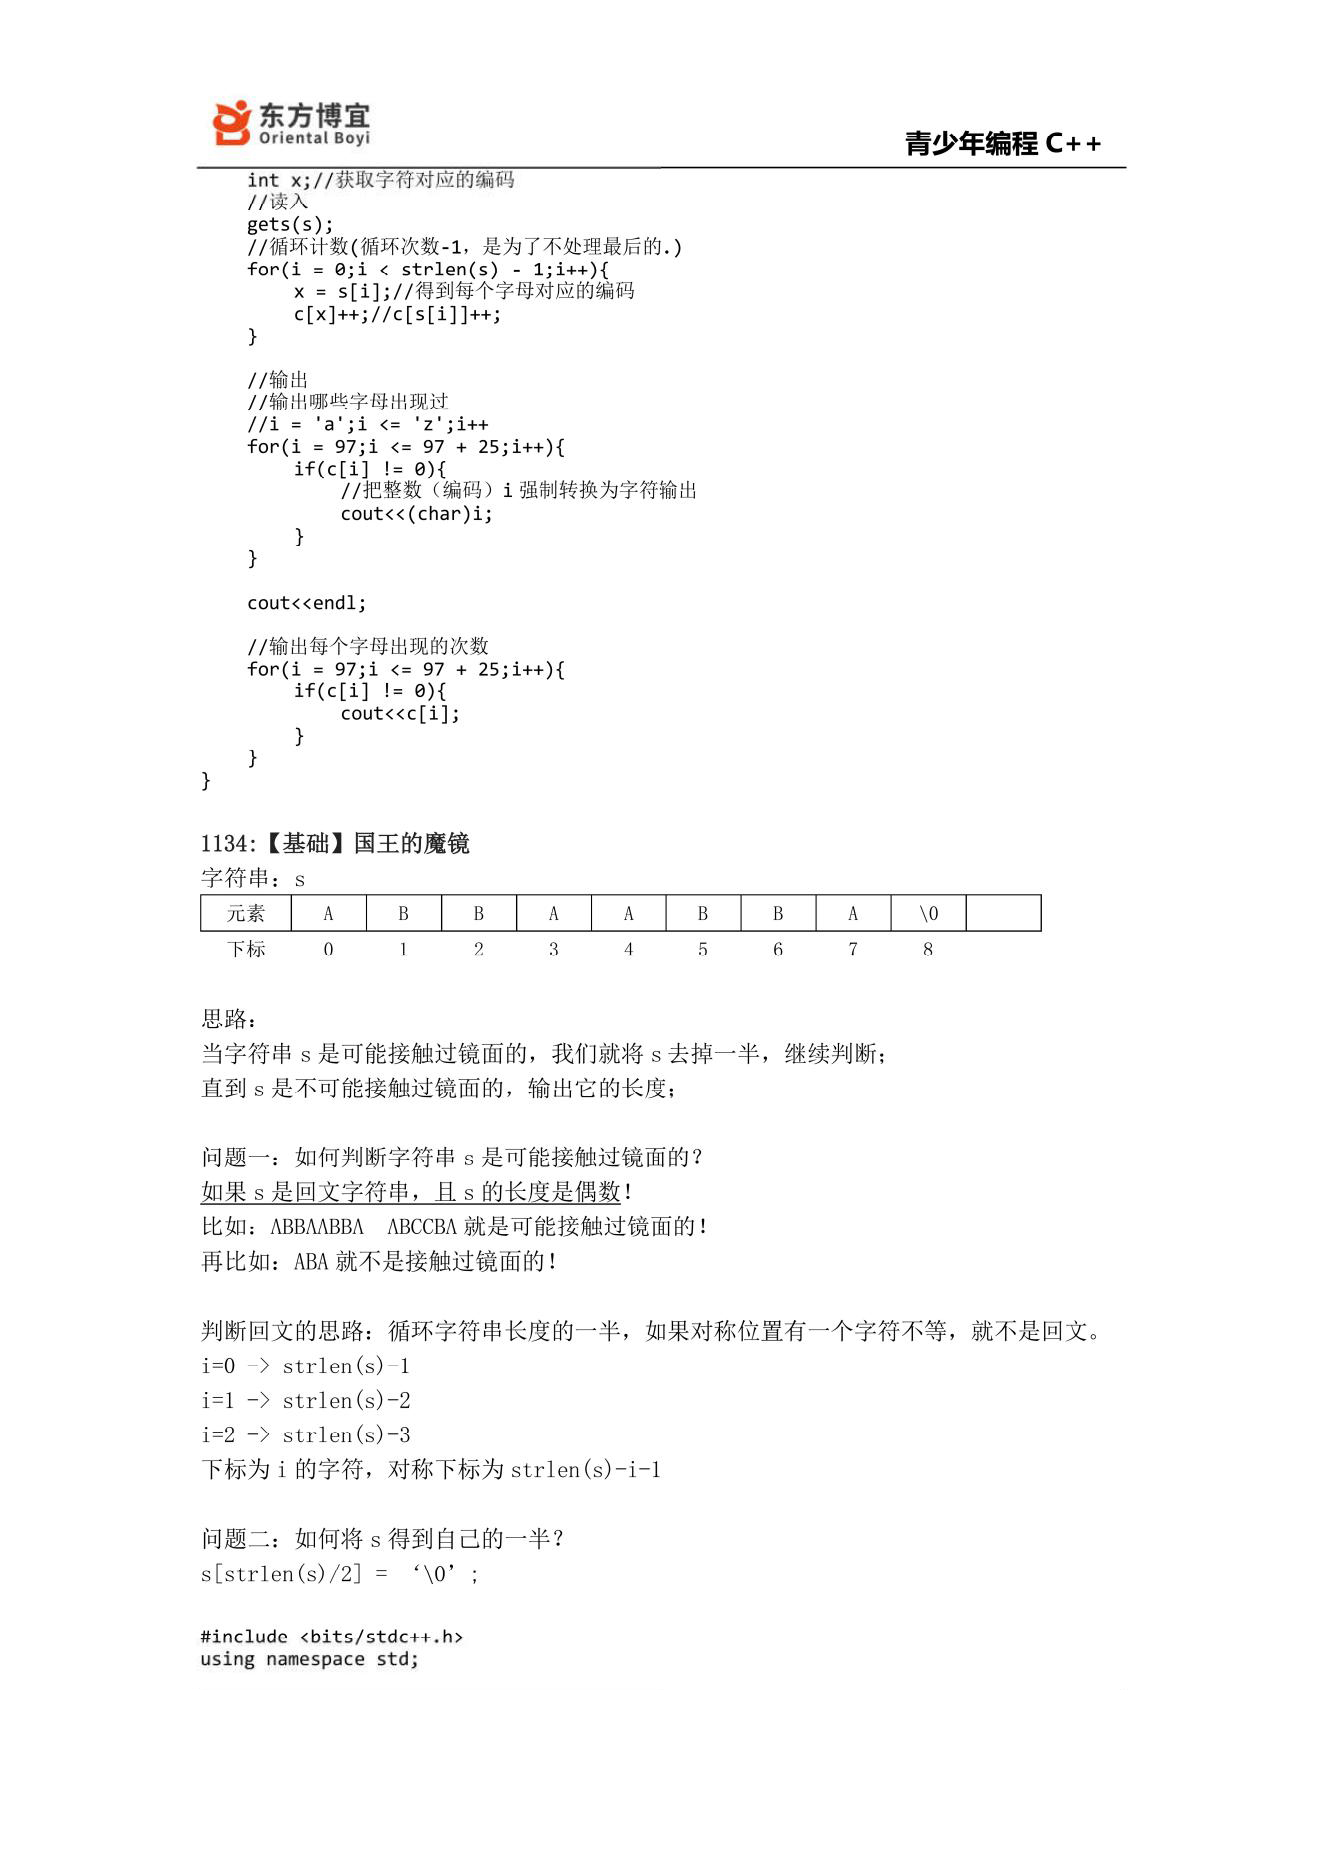 东方博宜
Oriental Boyi
青少年编程 C++
int x;//获取字符对应的编码
//读入
gets(s);
//循环计数(循环次数-1，是为了不处理最后的.)
for(i = 0;i < strlen(s) - 1;i++){
x = s[i];//得到每个字母对应的编码
c[x]++;//c[s[i]]++;
}
//输出
//输出哪些字母出现过
//i = 'a';i <= 'z';i++
for(i = 97;i <= 97 + 25;i++){
if(c[i] != 0){
//把整数（编码）i 强制转换为字符输出
cout<<(char)i;
}
}
cout<<endl;
//输出每个字母出现的次数
for(i = 97;i <= 97 + 25;i++){
if(c[i] != 0){
cout<<c[i];
}
}
}
1134:【基础】国王的魔镜
字符串：s
元素 A B B A A B B A \0
下标 0 1 2 3 4 5 6 7 8
思路：
当字符串 s 是可能接触过镜面的，我们就将 s 去掉一半，继续判断；
直到 s 是不可能接触过镜面的，输出它的长度；
问题一：如何判断字符串 s 是可能接触过镜面的？
如果 s 是回文字符串，且 s 的长度是偶数！
比如：ABBAABBA ABCCBA 就是可能接触过镜面的！
再比如：ABA 就不是接触过镜面的！
判断回文的思路：循环字符串长度的一半，如果对称位置有一个字符不等，就不是回文。
i=0 -> strlen(s)-1
i=1 -> strlen(s)-2
i=2 -> strlen(s)-3
下标为 i 的字符，对称下标为 strlen(s)-i-1
问题二：如何将 s 得到自己的一半？
s[strlen(s)/2] = ‘\0’;
#include <bits/stdc++.h>
using namespace std;